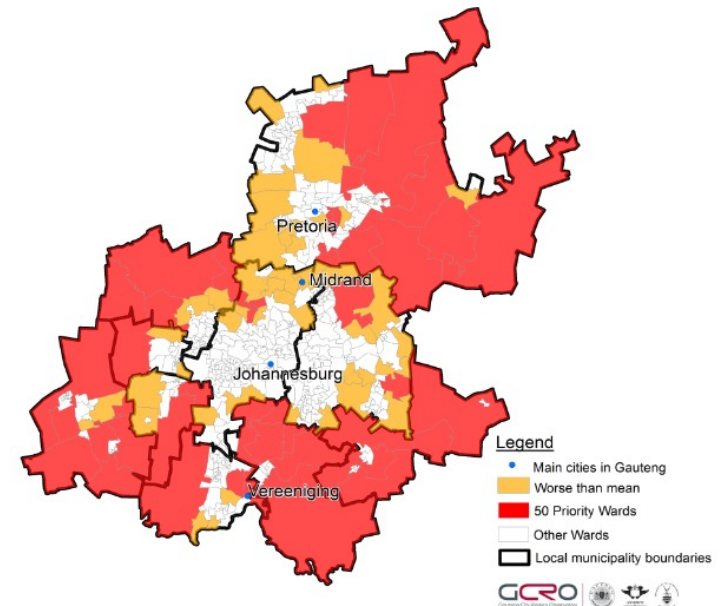 Pretoria
Midrand
Johannesburg
Vereeniging
Legend
Main cities in Gauteng
Worse than mean
50 Priority Wards
Other Wards
Local municipality boundaries
GCRO